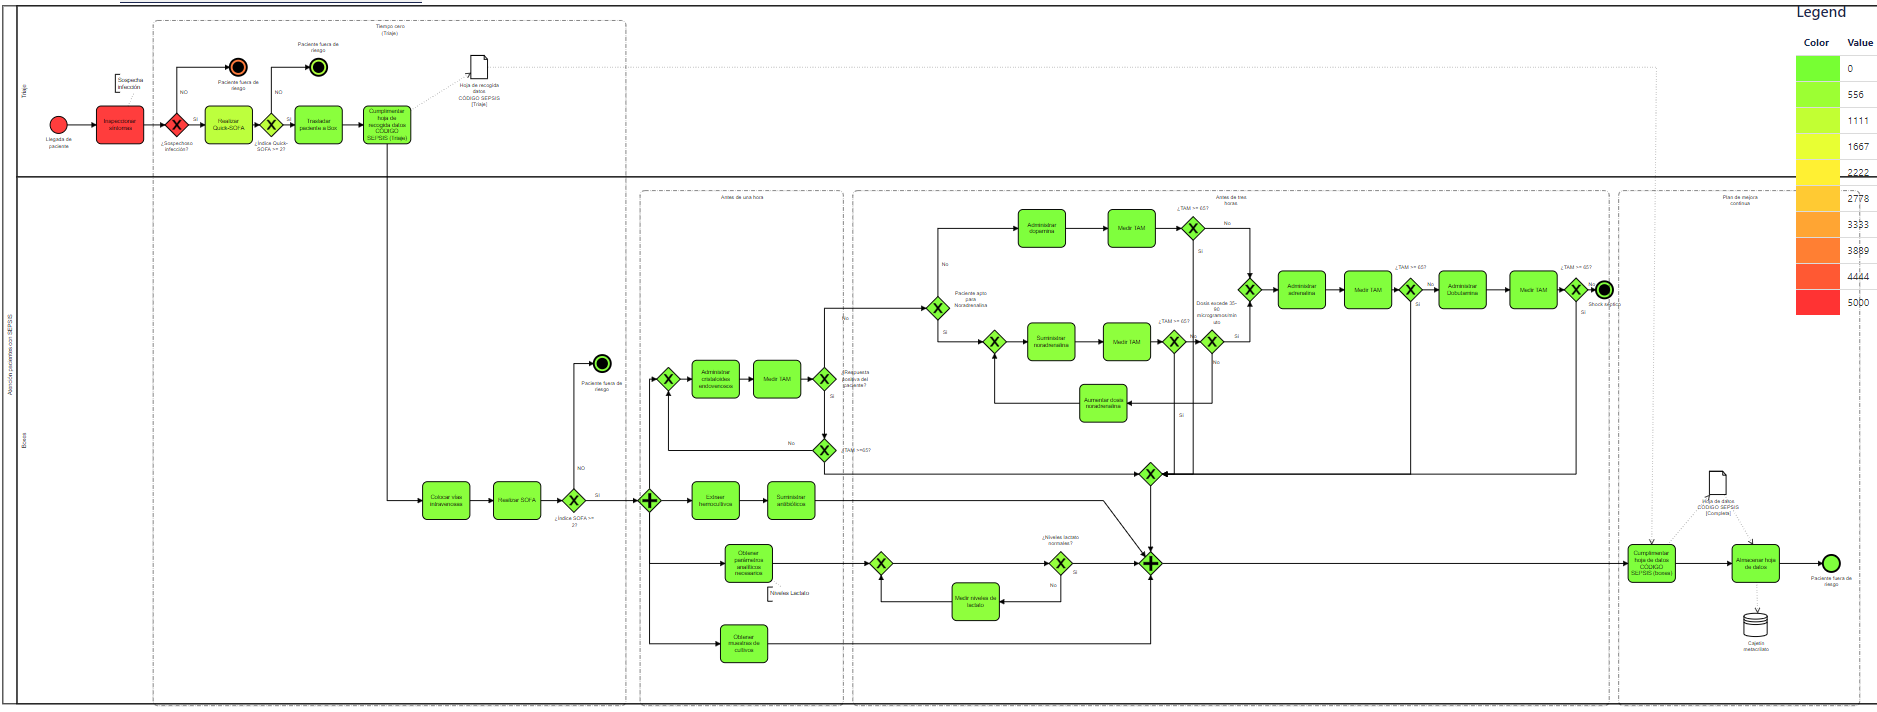 Legend
Color Value
0
556
1111
1667
2222
2778
3333
3889
4444
5000
Atención pacientes con SEPSIS
Triaje
Boxes
Tiempo cero
(Triaje)
Llegada de
paciente
Sospecha
infección
Inspeccionar
síntomas
¿Sospechoso
infección?
NO
SI
Paciente fuera de
riesgo
Realizar
Quick-SOFA
¿Índice Quick-
SOFA >= 2?
NO
SI
Paciente fuera de
riesgo
Trasladar
paciente a Box
Cumplimentar
hoja de
recogida datos
CÓDIGO
SEPSIS (Triaje)
Hoja de recogida
datos
CÓDIGO SEPSIS
[Triaje]
Colocar vías
intravenosas
Realizar SOFA
¿Índice SOFA >=
2?
NO
SI
Paciente fuera de
riesgo
Antes de una hora
Administrar
cristaloides
endovenosos
Medir TAM
¿Respuesta
positiva del
paciente?
No
Si
¿TAM >=65?
No
Extraer
hemocultivos
Suministrar
antibióticos
Obtener
parámetros
analíticos
necesarios
Niveles Lactato
Obtener
muestras de
cultivos
Antes de tres
horas
Paciente apto
para
Noradrenalina
No
Si
Administrar
dopamina
Medir TAM
¿TAM >= 65?
No
Si
Suministrar
noradrenalina
Medir TAM
¿TAM >= 65?
No
Si
Dosis excede 35-
90
microgramos/min
uto
Si
No
Aumentar dosis
noradrenalina
Administrar
adrenalina
Medir TAM
¿TAM >= 65?
No
Si
Administrar
Dobutamina
Medir TAM
¿TAM >= 65?
No
Si
Shock séptico
¿Niveles lactato
normales?
Si
No
Medir niveles de
lactato
Plan de mejora
continua
Hoja de datos
CÓDIGO SEPSIS
[Completa]
Cumplimentar
hoja de datos
CÓDIGO
SEPSIS (boxes)
Almacenar hoja
de datos
Paciente fuera de
riesgo
Cajetín
metacrilato